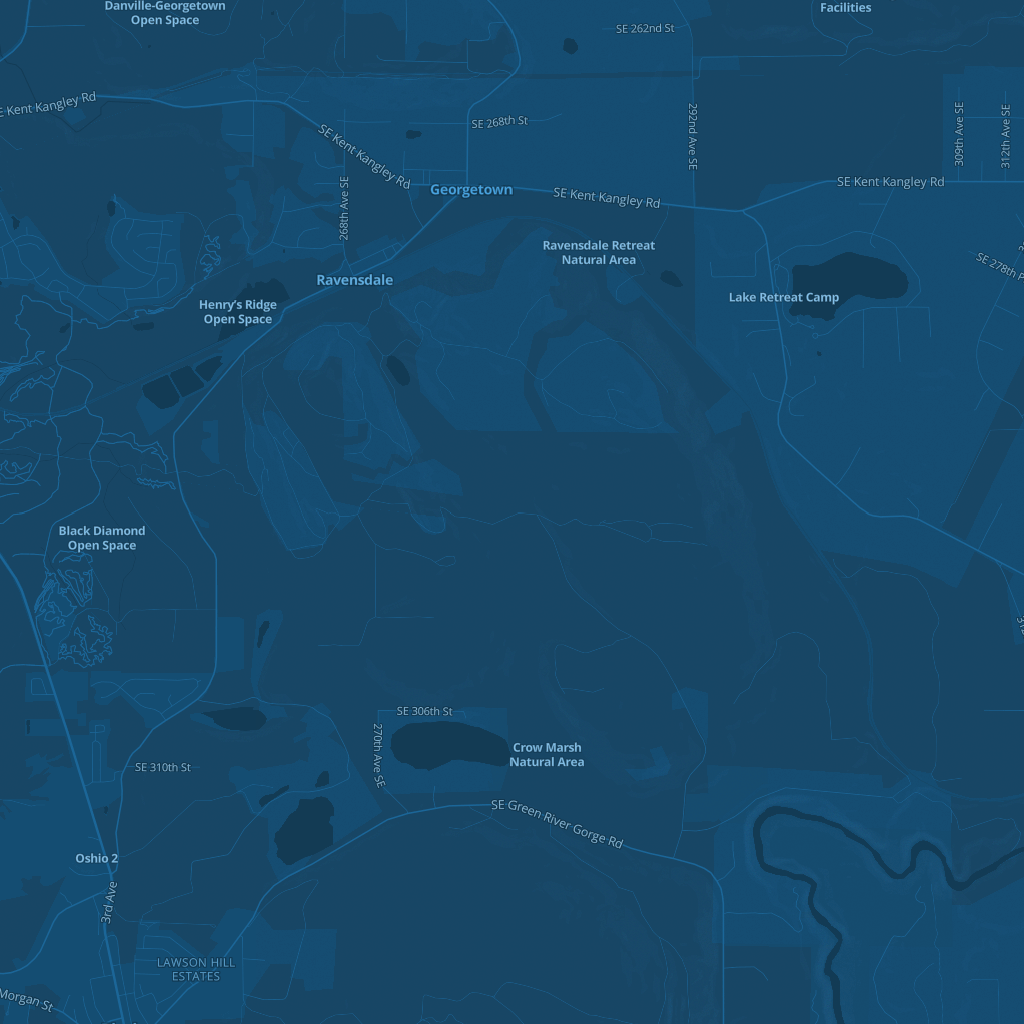 Danville-Georgetown
Open Space
Facilities
SE 262nd St
SE Kent Kangley Rd
SE 268th St
SE Kent Kangley Rd
292nd Ave SE
309th Ave SE
312th Ave SE
268th Ave SE
Georgetown
SE Kent Kangley Rd
SE Kent Kangley Rd
Ravensdale Retreat
Natural Area
SE 278th P
Ravensdale
Henry's Ridge
Open Space
Lake Retreat Camp
Black Diamond
Open Space
SE 306th St
270th Ave SE
Crow Marsh
Natural Area
SE 310th St
SE Green River Gorge Rd
Oshio 2
3rd Ave
LAWSON HILL
ESTATES
Morgan St